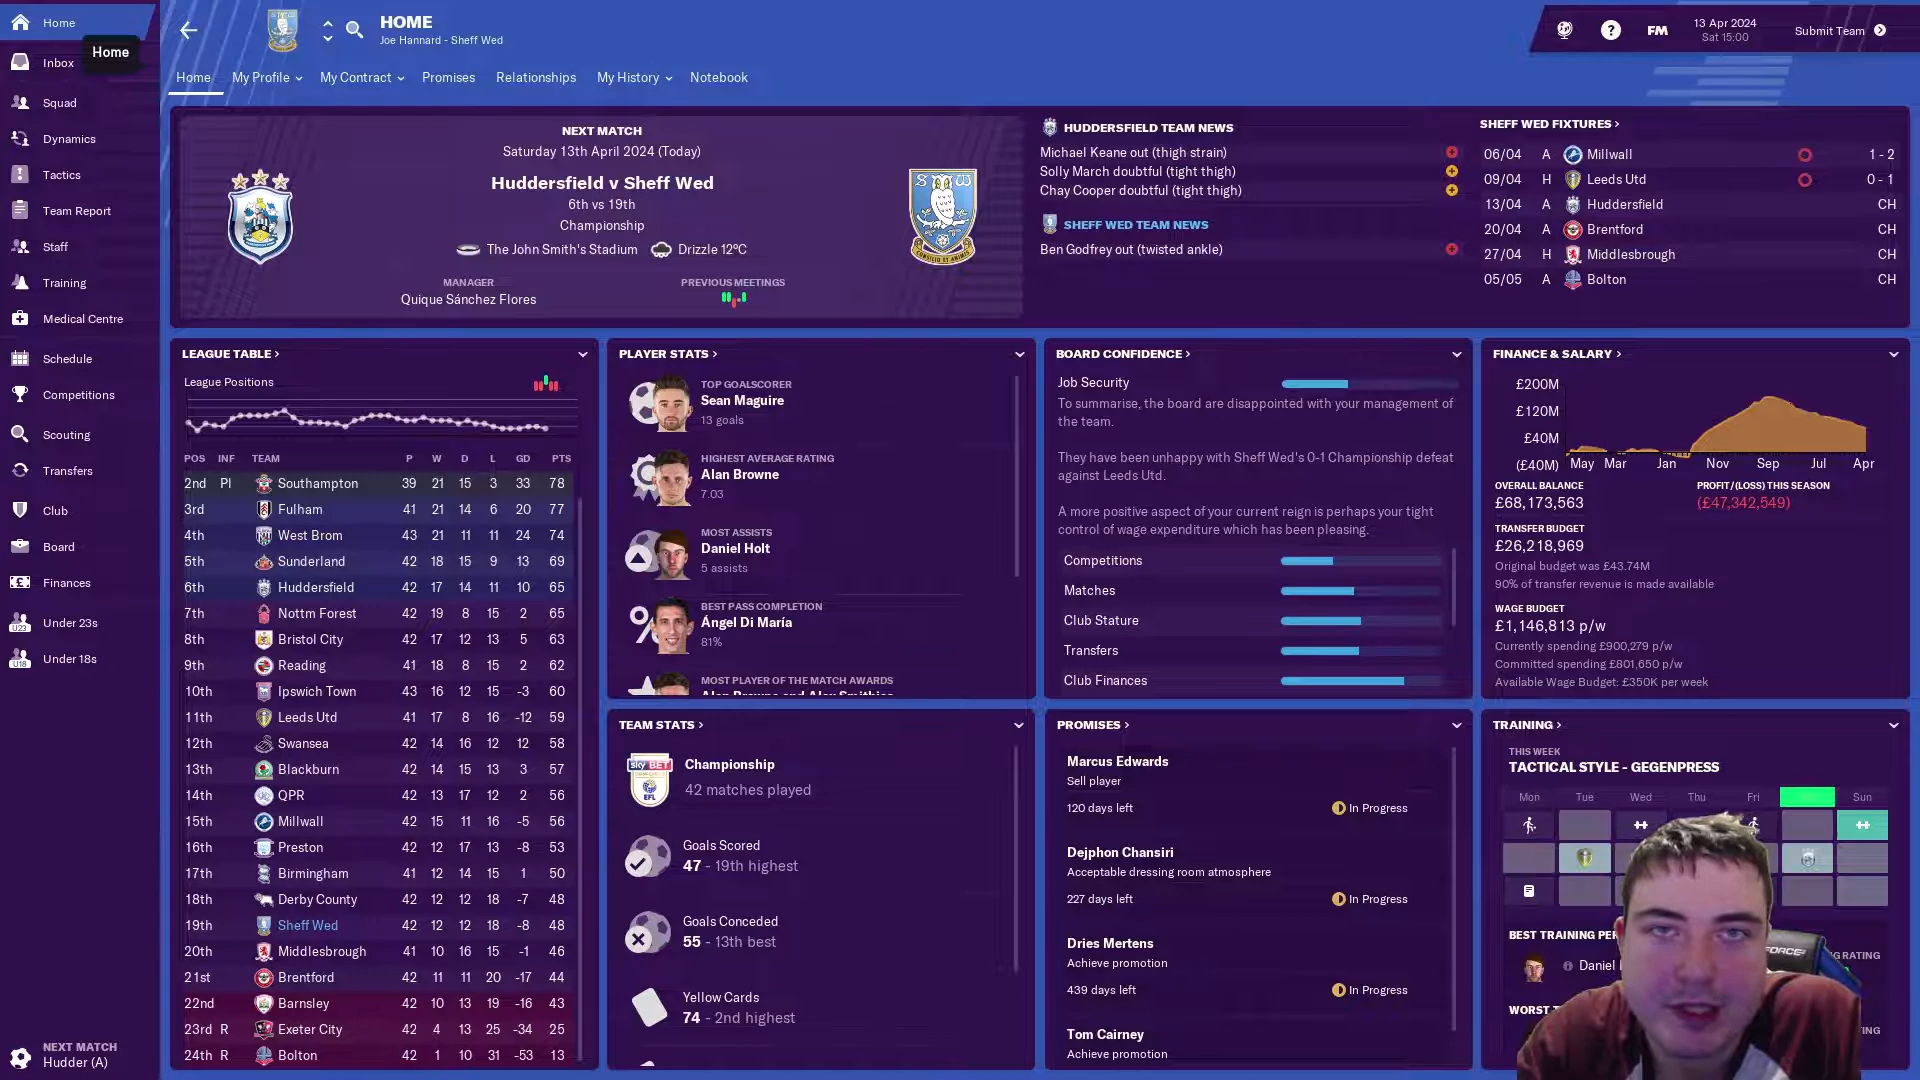 Home
Inbox
Squad
Dynamics
Tactics
Team Report
Staff
Training
Medical Centre
Schedule
Competitions
Scouting
Transfers
Club
Board
Finances
Under 23s
Under 18s
NEXT MATCH
Hudder (A)
Home
HOME
Joe Hannard - Sheff Wed
FM
13 Apr 2024
Sat 15:00
Submit Team
Home My Profile My Contract Promises Relationships My History Notebook
NEXT MATCH
Saturday 13th April 2024 (Today)
Huddersfield v Sheff Wed
6th vs 19th
Championship
The John Smith's Stadium Drizzle 12ºC
MANAGER
Quique Sánchez Flores
PREVIOUS MEETINGS
HUDDERSFIELD TEAM NEWS
Michael Keane out (thigh strain)
Solly March doubtful (tight thigh)
Chay Cooper doubtful (tight thigh)
SHEFF WED TEAM NEWS
Ben Godfrey out (twisted ankle)
SHEFF WED FIXTURES >
06/04 A Millwall 1 - 2
09/04 H Leeds Utd 0 - 1
13/04 A Huddersfield CH
20/04 A Brentford CH
27/04 H Middlesbrough CH
05/05 A Bolton CH
LEAGUE TABLE >
League Positions
POS INF TEAM P W D L GD PTS
2nd Pl Southampton 39 21 15 3 33 78
3rd Fulham 41 21 14 6 20 77
4th West Brom 43 21 11 11 24 74
5th Sunderland 42 18 15 9 13 69
6th Huddersfield 42 17 14 11 10 65
7th Nottm Forest 42 19 8 15 2 65
8th Bristol City 42 17 12 13 5 63
9th Reading 41 18 8 15 2 62
10th Ipswich Town 43 16 12 15 -3 60
11th Leeds Utd 41 17 8 16 -12 59
12th Swansea 42 14 16 12 12 58
13th Blackburn 42 14 15 13 3 57
14th QPR 42 13 17 12 2 56
15th Millwall 42 15 11 16 -5 56
16th Preston 42 12 17 13 -8 53
17th Birmingham 41 12 14 15 1 50
18th Derby County 42 12 12 18 -7 48
19th Sheff Wed 42 12 12 18 -8 48
20th Middlesbrough 41 10 16 15 -1 46
21st Brentford 42 11 11 20 -17 44
22nd Barnsley 42 10 13 19 -16 43
23rd R Exeter City 42 4 13 25 -34 25
24th R Bolton 42 1 10 31 -53 13
PLAYER STATS >
TOP GOALSCORER
Sean Maguire
13 goals
HIGHEST AVERAGE RATING
Alan Browne
7.03
MOST ASSISTS
Daniel Holt
5 assists
BEST PASS COMPLETION
Ángel Di María
81%
MOST PLAYER OF THE MATCH AWARDS
Alan Browne and Alex Smithies
TEAM STATS >
sky BET
EFL
Championship
42 matches played
Goals Scored
47 - 19th highest
Goals Conceded
55 - 13th best
Yellow Cards
74 - 2nd highest
BOARD CONFIDENCE >
Job Security
To summarise, the board are disappointed with your management of
the team.
They have been unhappy with Sheff Wed's 0-1 Championship defeat
against Leeds Utd.
A more positive aspect of your current reign is perhaps your tight
control of wage expenditure which has been pleasing.
Competitions
Matches
Club Stature
Transfers
Club Finances
PROMISES >
Marcus Edwards
Sell player
120 days left In Progress
Dejphon Chansiri
Acceptable dressing room atmosphere
227 days left In Progress
Dries Mertens
Achieve promotion
439 days left In Progress
Tom Cairney
Achieve promotion
FINANCE & SALARY >
£200M
£120M
£40M
(£40M)
May Mar Jan Nov Sep Jul Apr
OVERALL BALANCE
£68,173,563
PROFIT/(LOSS) THIS SEASON
(£47,342,549)
TRANSFER BUDGET
£26,218,969
Original budget was £43.74M
90% of transfer revenue is made available
WAGE BUDGET
£1,146,813 p/w
Currently spending £900,279 p/w
Committed spending £801,650 p/w
Available Wage Budget: £350K per week
TRAINING >
THIS WEEK
TACTICAL STYLE - GEGENPRESS
Mon Tue Wed Thu Fri Sun
BEST TRAINING
RATING
Daniel
WORST
FORCE